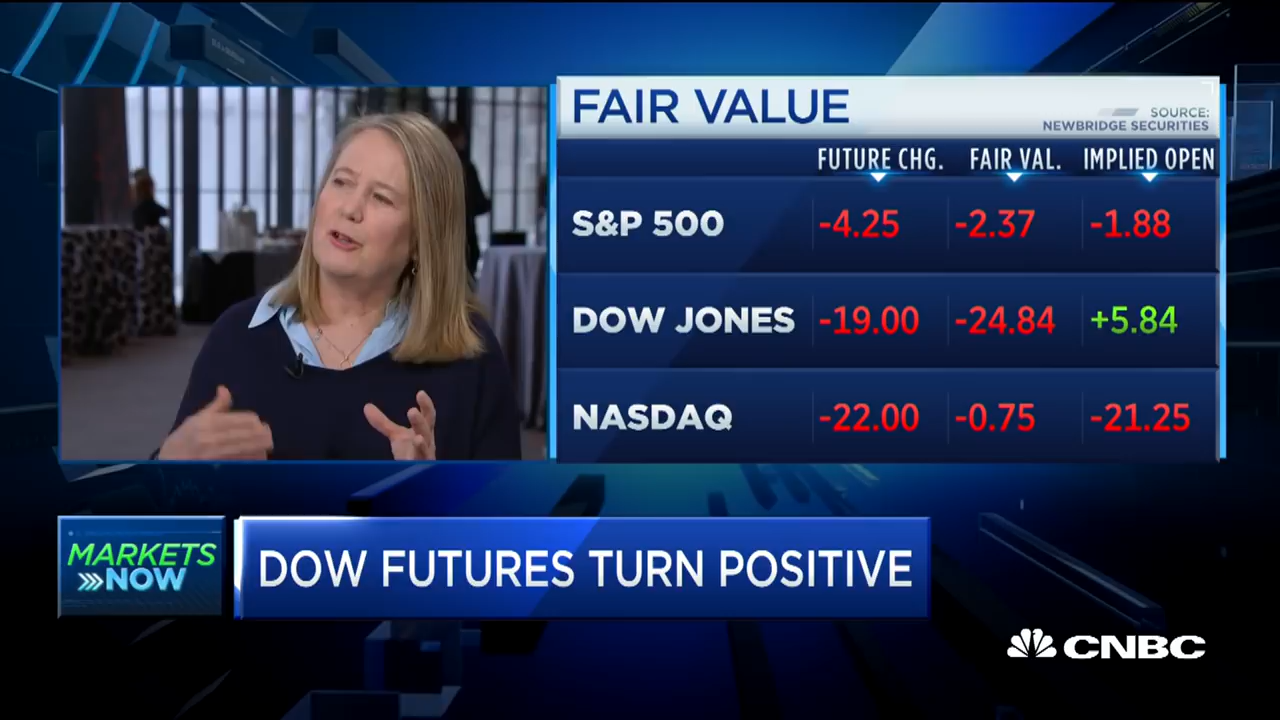 FAIR VALUE
SOURCE:
NEWBRIDGE SECURITIES
FUTURE CHG. FAIR VAL. IMPLIED OPEN
S&P 500 -4.25 -2.37 -1.88
DOW JONES -19.00 -24.84 +5.84
NASDAQ -22.00 -0.75 -21.25
MARKETS
NOW
DOW FUTURES TURN POSITIVE
CNBC